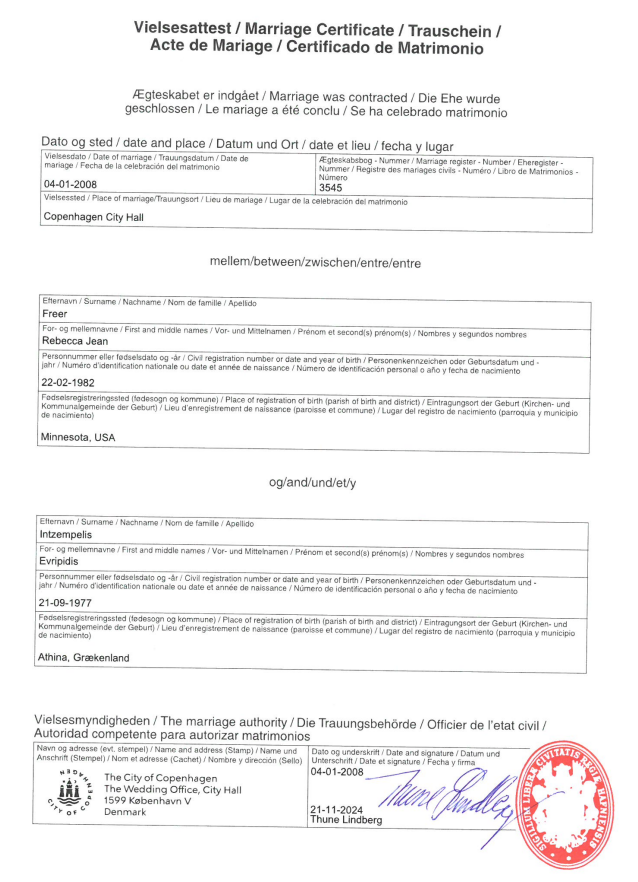 Vielsesattest / Marriage Certificate / Trauschein /
Acte de Mariage / Certificado de Matrimonio
Ægteskabet er indgået / Marriage was contracted / Die Ehe wurde
geschlossen / Le mariage a été conclu / Se ha celebrado matrimonio
Dato og sted / date and place / Datum und Ort / date et lieu / fecha y lugar
Vielsesdato / Date of marriage / Trauungsdatum / Date de
mariage / Fecha de la celebración del matrimonio
04-01-2008
Ægteskabsbog - Nummer / Marriage register - Number / Eheregister -
Nummer / Registre des mariages civils - Numéro / Libro de Matrimonios -
Número
3545
Vielsessted / Place of marriage/Trauungsort / Lieu de mariage / Lugar de la celebración del matrimonio
Copenhagen City Hall
mellem/between/zwischen/entre/entre
Efternavn / Surname / Nachname / Nom de famille / Apellido
Freer
For- og mellemnavne / First and middle names / Vor- und Mittelnamen / Prénom et second(s) prénom(s) / Nombres y segundos nombres
Rebecca Jean
Personnummer eller fødselsdato og -år / Civil registration number or date and year of birth / Personenkennzeichen oder Geburtsdatum und -
jahr / Numéro d'identification nationale ou date et année de naissance / Número de identificación personal o año y fecha de nacimiento
22-02-1982
Fødselsregistreringssted (fødesogn og kommune) / Place of registration of birth (parish of birth and district) / Eintragungsort der Geburt (Kirchen- und
Kommunalgemeinde der Geburt) / Lieu d'enregistrement de naissance (paroisse et commune) / Lugar del registro de nacimiento (parroquia y municipio
de nacimiento)
Minnesota, USA
og/and/und/et/y
Efternavn / Surname / Nachname / Nom de famille / Apellido
Intzempelis
For- og mellemnavne / First and middle names / Vor- und Mittelnamen / Prénom et second(s) prénom(s) / Nombres y segundos nombres
Evripidis
Personnummer eller fødselsdato og -år / Civil registration number or date and year of birth / Personenkennzeichen oder Geburtsdatum und -
jahr / Numéro d'identification nationale ou date et année de naissance / Número de identificación personal o año y fecha de nacimiento
21-09-1977
Fødselsregistreringssted (fødesogn og kommune) / Place of registration of birth (parish of birth and district) / Eintragungsort der Geburt (Kirchen- und
Kommunalgemeinde der Geburt) / Lieu d'enregistrement de naissance (paroisse et commune) / Lugar del registro de nacimiento (parroquia y municipio
de nacimiento)
Athina, Grækenland
Vielsesmyndigheden / The marriage authority / Die Trauungsbehörde / Officier de l'etat civil /
Autoridad competente para autorizar matrimonios
Navn og adresse (evt. stempel) / Name and address (Stamp) / Name und
Anschrift (Stempel) / Nom et adresse (Cachet) / Nombre y dirección (Sello)
CITY OF COPENHAGEN
The City of Copenhagen
The Wedding Office, City Hall
1599 København V
Denmark
Dato og underskrift / Date and signature / Datum und
Unterschrift / Date et signature / Fecha y firma
04-01-2008
Thune Lindberg
21-11-2024
Thune Lindberg
SIGILLUM LIBERÆ CIVITATIS REGIÆ HAFNIENSIS